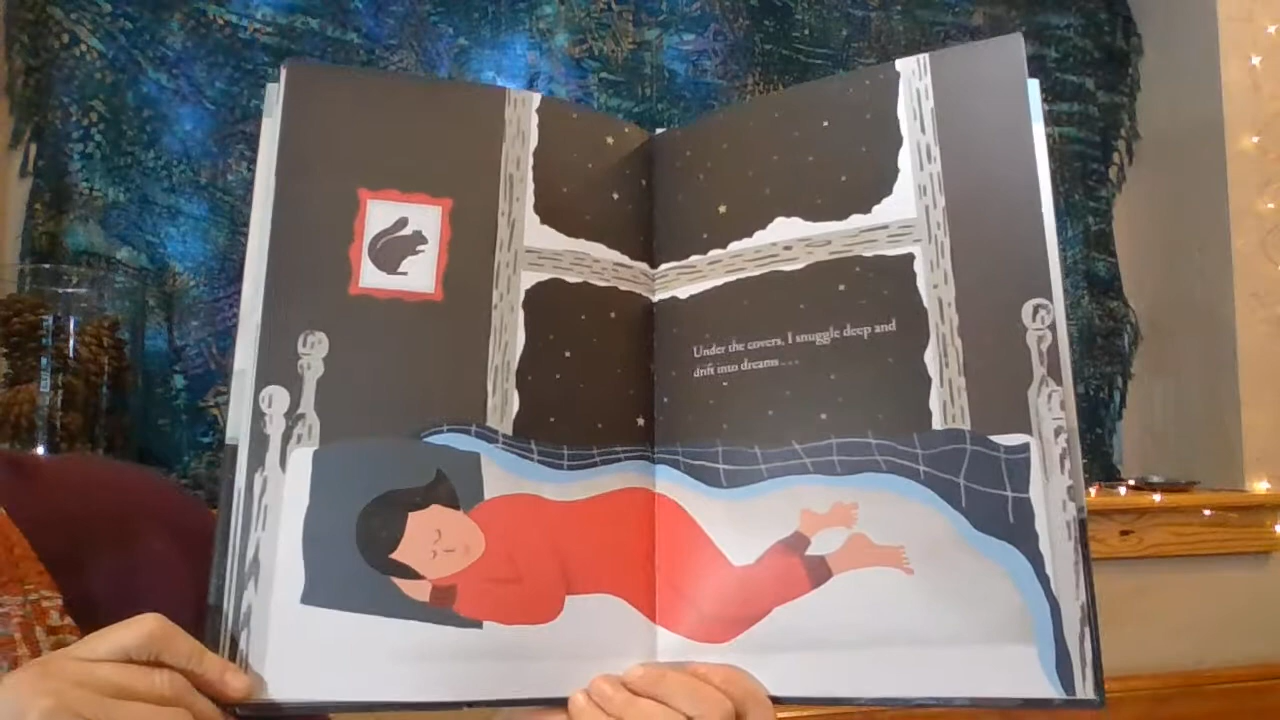 Under the covers, I snuggle deep and
drift into dreams . . .